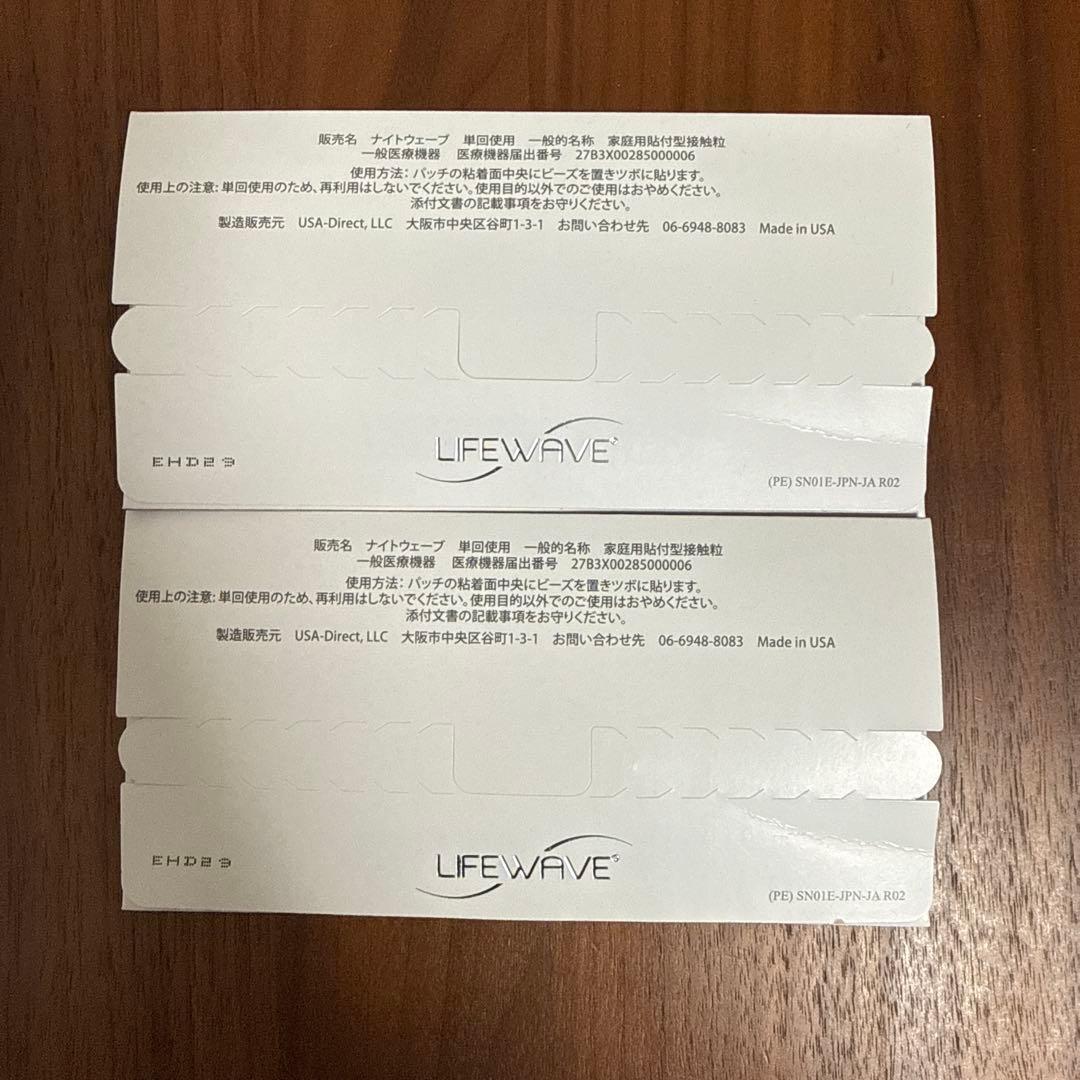 販売名 ナイトウェーブ 単回使用 一般的名称 家庭用貼付型接触粒
一般医療機器 医療機器届出番号 27B3X00285000006
使用方法：パッチの粘着面中央にビーズを置きツボに貼ります。
使用上の注意: 単回使用のため、再利用はしないでください。使用目的以外でのご使用はおやめください。
添付文書の記載事項をお守りください。
製造販売元 USA-Direct, LLC 大阪市中央区谷町1-3-1 お問い合わせ先 06-6948-8083 Made in USA
LIFEWAVE
EHD29
(PE) SN01E-JPN-JA R02
販売名 ナイトウェーブ 単回使用 一般的名称 家庭用貼付型接触粒
一般医療機器 医療機器届出番号 27B3X00285000006
使用方法：パッチの粘着面中央にビーズを置きツボに貼ります。
使用上の注意: 単回使用のため、再利用はしないでください。使用目的以外でのご使用はおやめください。
添付文書の記載事項をお守りください。
製造販売元 USA-Direct, LLC 大阪市中央区谷町1-3-1 お問い合わせ先 06-6948-8083 Made in USA
LIFEWAVE
EHD29
(PE) SN01E-JPN-JA R02